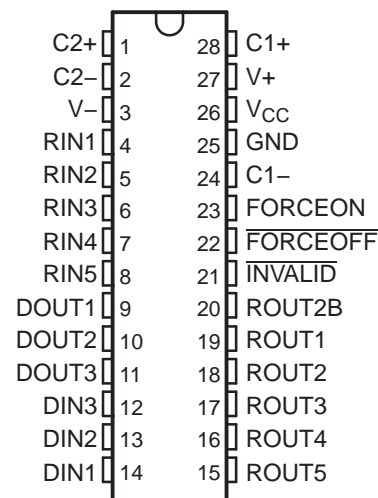 C2+ 1 28 C1+
C2− 2 27 V+
V− 3 26 VCC
RIN1 4 25 GND
RIN2 5 24 C1−
RIN3 6 23 FORCEON
RIN4 7 22 FORCEOFF
RIN5 8 21 INVALID
DOUT1 9 20 ROUT2B
DOUT2 10 19 ROUT1
DOUT3 11 18 ROUT2
DIN3 12 17 ROUT3
DIN2 13 16 ROUT4
DIN1 14 15 ROUT5